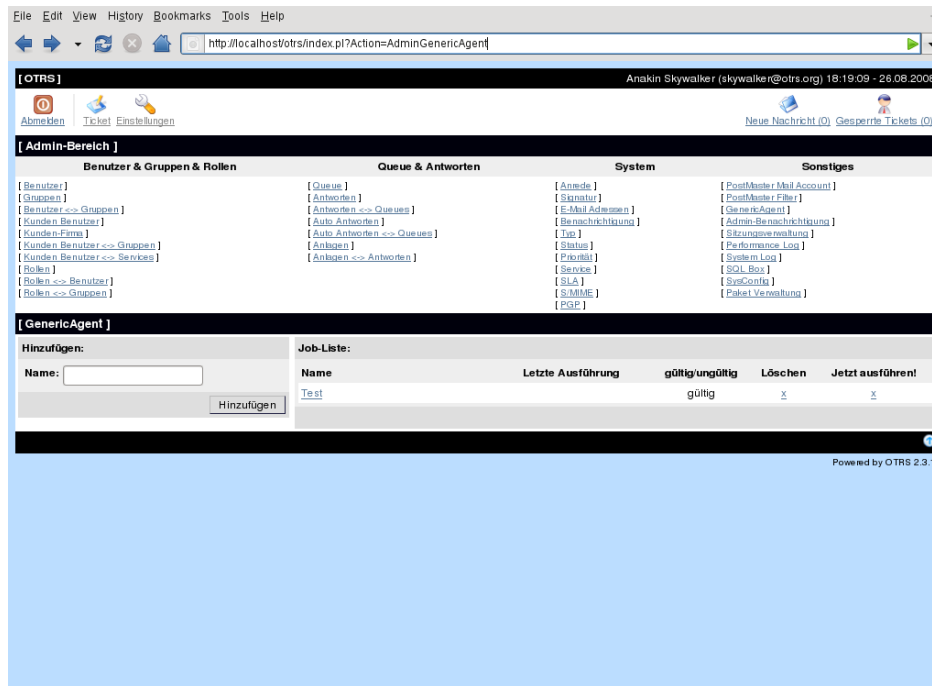 File Edit View History Bookmarks Tools Help
http://localhost/otrs/index.pl?Action=AdminGenericAgent
[ OTRS ]
Anakin Skywalker (skywalker@otrs.org) 18:19:09 - 26.08.2008
Abmelden Ticket Einstellungen
Neue Nachricht (0) Gesperrte Tickets (0)
[ Admin-Bereich ]
Benutzer & Gruppen & Rollen
[ Benutzer ]
[ Gruppen ]
[ Benutzer <-> Gruppen ]
[ Kunden Benutzer ]
[ Kunden-Firma ]
[ Kunden Benutzer <-> Gruppen ]
[ Kunden Benutzer <-> Services ]
[ Rollen ]
[ Rollen <-> Benutzer ]
[ Rollen <-> Gruppen ]
Queue & Antworten
[ Queue ]
[ Antworten ]
[ Antworten <-> Queues ]
[ Auto Antworten ]
[ Auto Antworten <-> Queues ]
[ Anlagen ]
[ Anlagen <-> Antworten ]
System
[ Anrede ]
[ Signatur ]
[ E-Mail Adressen ]
[ Benachrichtigung ]
[ Typ ]
[ Status ]
[ Priorität ]
[ Service ]
[ SLA ]
[ S/MIME ]
[ PGP ]
Sonstiges
[ PostMaster Mail Account ]
[ PostMaster Filter ]
[ GenericAgent ]
[ Admin-Benachrichtigung ]
[ Sitzungsverwaltung ]
[ Performance Log ]
[ System Log ]
[ SQL Box ]
[ SysConfig ]
[ Paket Verwaltung ]
[ GenericAgent ]
Hinzufügen:
Name:
Hinzufügen
Job-Liste:
Name Letzte Ausführung gültig/ungültig Löschen Jetzt ausführen!
Test gültig x x
Powered by OTRS 2.3.